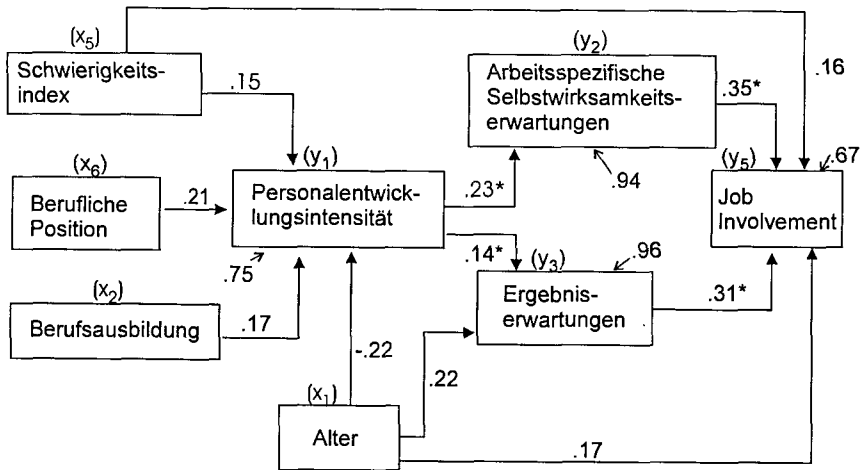 (x5)
Schwierigkeits-
index
.15
(x6)
Berufliche
Position
.21
(x2)
Berufsausbildung
.17
(y1)
Personalentwick-
lungsintensität
.75
.23*
.14*
-.22
(x1)
Alter
.22
.17
(y2)
Arbeitsspezifische
Selbstwirksamkeits-
erwartungen
.94
.35*
(y3)
Ergebnis-
erwartungen
.96
.31*
.16
(y5)
.67
Job
Involvement